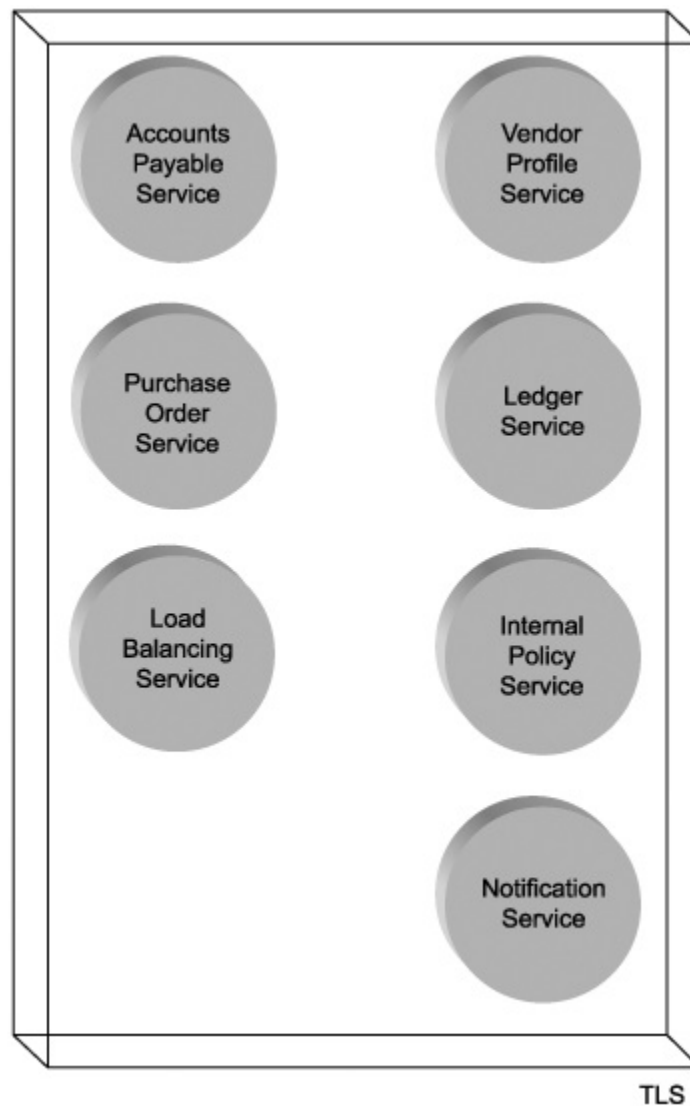 Accounts
Payable
Service
Vendor
Profile
Service
Purchase
Order
Service
Ledger
Service
Load
Balancing
Service
Internal
Policy
Service
Notification
Service
TLS